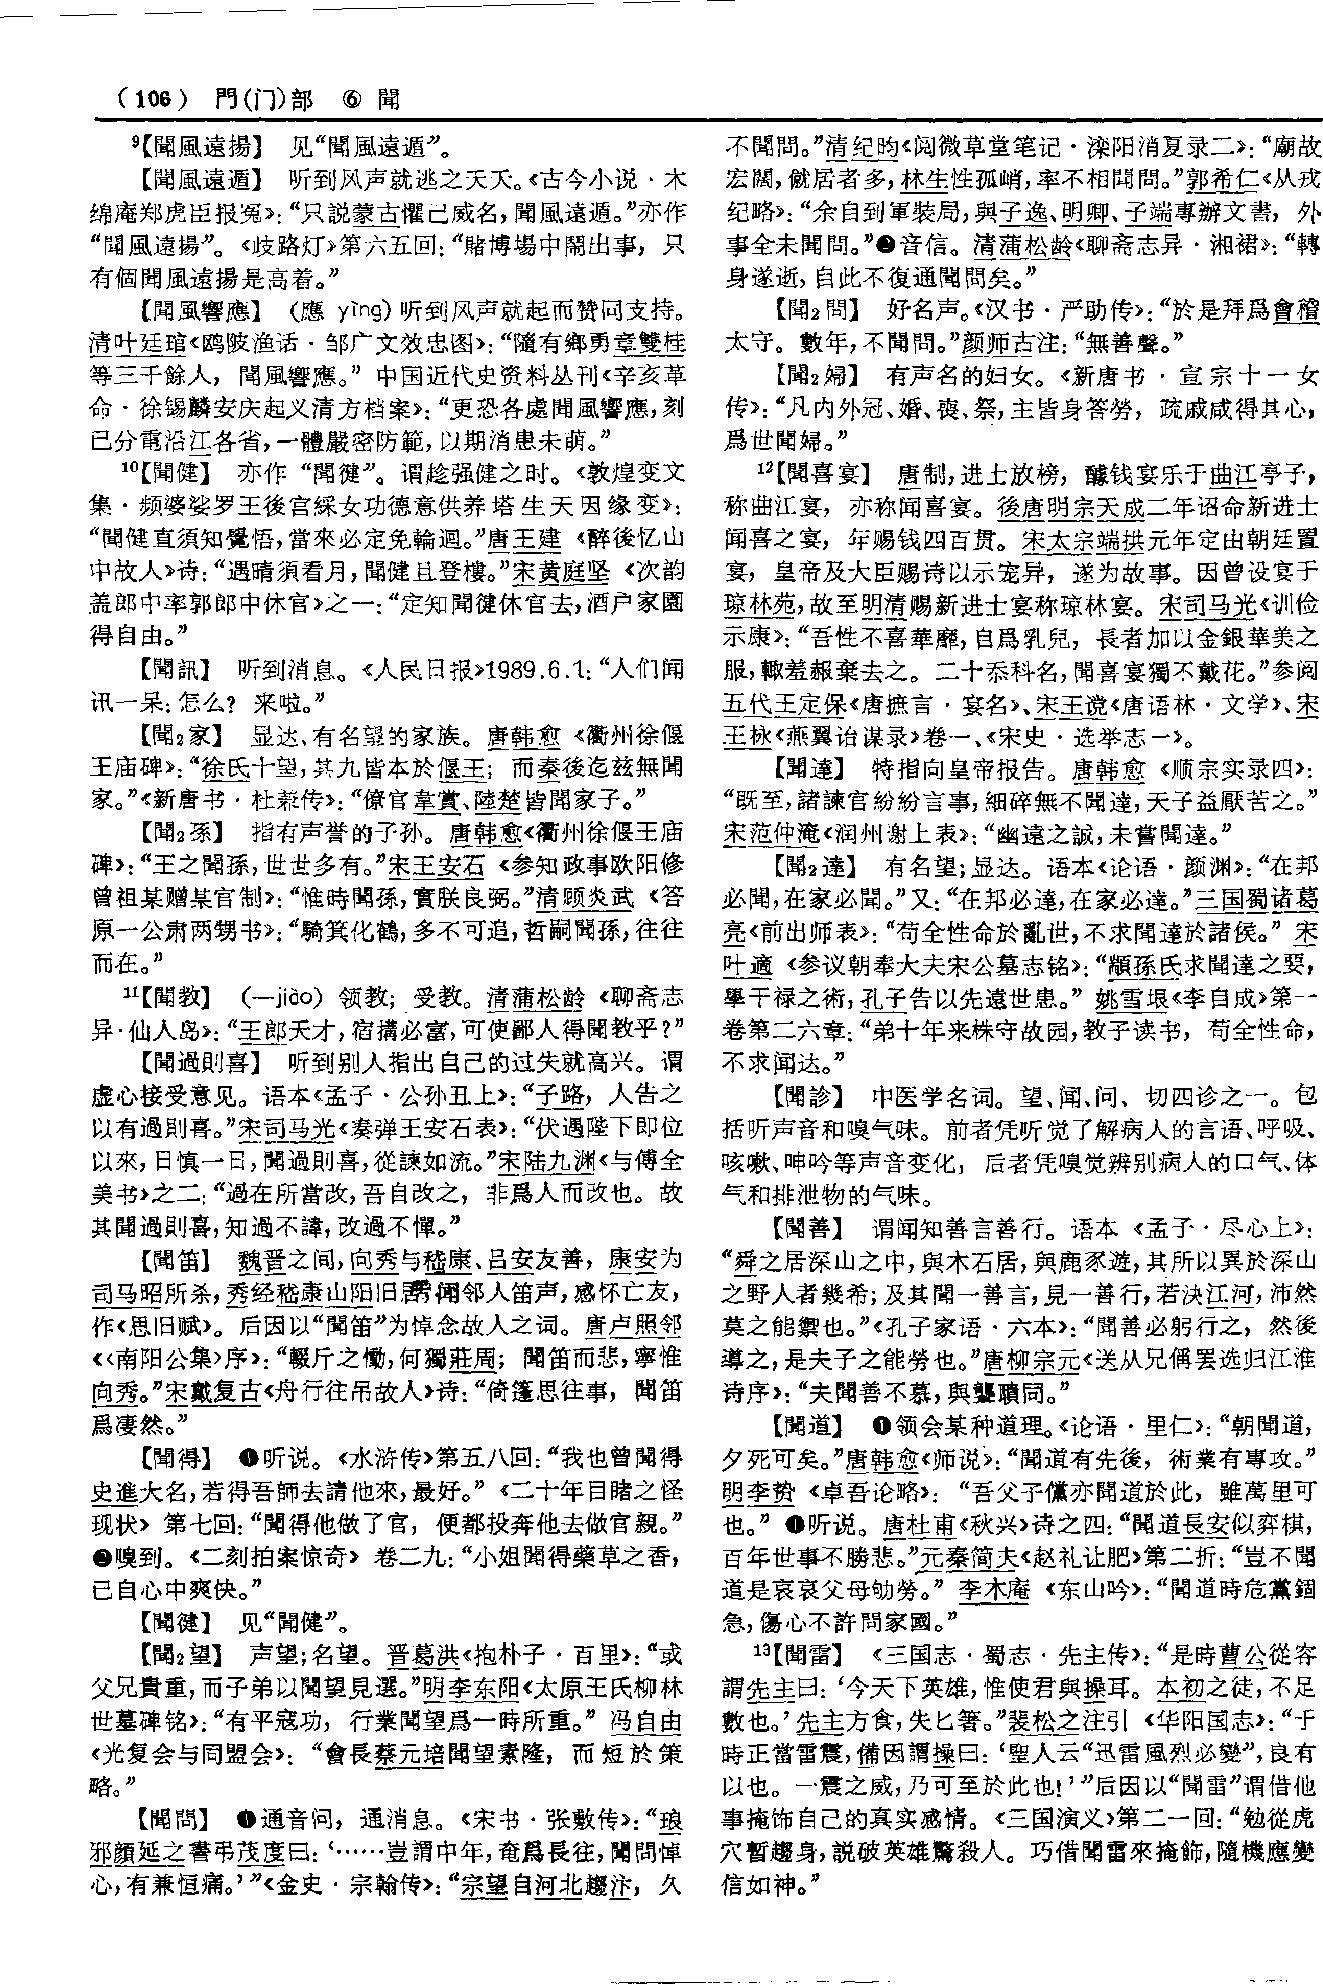 （106） 門(门)部 ⑥ 聞
⁹【聞風遠揚】 见“聞風遠遁”。
【聞風遠遁】 听到风声就逃之夭夭。《古今小说·木
绵庵郑虎臣报冤》：“只説蒙古懼己威名，聞風遠遁。”亦作
“聞風遠揚”。《歧路灯》第六五回：“賭博場中鬧出事，只
有個聞風遠揚是高着。”
【聞風響應】 （應 yìng）听到风声就起而赞同支持。
清叶廷琯《鸥陂渔话·邹广文效忠图》：“隨有鄉勇章雙桂
等三千餘人，聞風響應。”中国近代史资料丛刊《辛亥革
命·徐锡麟安庆起义清方档案》：“更恐各處聞風響應，刻
已分電沿江各省，一體嚴密防範，以期消患未萌。”
¹⁰【聞健】 亦作“聞徤”。谓趁强健之时。《敦煌变文
集·频婆娑罗王後宫綵女功德意供养塔生天因缘变》：
“聞健直須知覺悟，當來必定免輪迴。”唐王建《醉後忆山
中故人》诗：“遇晴須看月，聞健且登樓。”宋黄庭坚《次韵
盖郎中率郭郎中休官》之一：“定知聞健休官去，酒户家園
得自由。”
【聞訊】 听到消息。《人民日报》1989.6.1：“人们闻
讯一呆：怎么？来啦。”
【聞₂家】 显达、有名望的家族。唐韩愈《衢州徐偃
王庙碑》：“徐氏十望，其九皆本於偃王；而秦後迄兹無聞
家。”《新唐书·杜兼传》：“僚官韋賞、陸楚皆聞家子。”
【聞₂孫】 指有声誉的子孙。唐韩愈《衢州徐偃王庙
碑》：“王之聞孫，世世多有。”宋王安石《参知政事欧阳修
曾祖某赠某官制》：“惟時聞孫，實朕良弼。”清顾炎武《答
原一公肃两甥书》：“騎箕化鶴，多不可追，哲嗣聞孫，往往
而在。”
¹¹【聞教】 （—jiào）领教；受教。清蒲松龄《聊斋志
异·仙人岛》：“王郎天才，宿搆必富，可使鄙人得聞教乎？”
【聞過則喜】 听到别人指出自己的过失就高兴。谓
虚心接受意见。语本《孟子·公孙丑上》：“子路，人告之
以有過則喜。”宋司马光《奏弹王安石表》：“伏遇陛下即位
以來，日慎一日，聞過則喜，從諫如流。”宋陆九渊《与傅全
美书》之二：“過在所當改，吾自改之，非爲人而改也。故
其聞過則喜，知過不諱，改過不憚。”
【聞笛】 魏晋之间，向秀与嵇康、吕安友善，康安为
司马昭所杀，秀经嵇康山阳旧居，闻邻人笛声，感怀亡友，
作《思旧赋》。后因以“聞笛”为悼念故人之词。唐卢照邻
《〈南阳公集〉序》：“輟斤之慟，何獨莊周；聞笛而悲，寧惟
向秀。”宋戴复古《舟行往吊故人》诗：“倚篷思往事，聞笛
爲凄然。”
【聞得】 ❶听说。《水浒传》第五八回：“我也曾聞得
史進大名，若得吾師去請他來，最好。”《二十年目睹之怪
现状》第七回：“聞得他做了官，便都投奔他去做官親。”
❷嗅到。《二刻拍案惊奇》卷二九：“小姐聞得藥草之香，
已自心中爽快。”
【聞徤】 见“聞健”。
【聞₂望】 声望；名望。晋葛洪《抱朴子·百里》：“或
父兄貴重，而子弟以聞望見選。”明李东阳《太原王氏柳林
世墓碑铭》：“有平寇功，行業聞望爲一時所重。”冯自由
《光复会与同盟会》：“會長蔡元培聞望素隆，而短於策
略。”
【聞問】 ❶通音问，通消息。《宋书·张敷传》：“琅
邪顔延之書弔茂度曰：‘……豈謂中年，奄爲長往，聞問悼
心，有兼恒痛。’”《金史·宗翰传》：“宗望自河北趨汴，久
不聞問。”清纪昀《阅微草堂笔记·滦阳消夏录二》：“廟故
宏闊，僦居者多，林生性孤峭，率不相聞問。”郭希仁《从戎
纪略》：“余自到軍裝局，與子逸、明卿、子端專辦文書，外
事全未聞問。”❷音信。清蒲松龄《聊斋志异·湘裙》：“轉
身遂逝，自此不復通聞問矣。”
【聞₂問】 好名声。《汉书·严助传》：“於是拜爲會稽
太守。數年，不聞問。”颜师古注：“無善聲。”
【聞₂婦】 有声名的妇女。《新唐书·宣宗十一女
传》：“凡内外冠、婚、喪、祭，主皆身答勞，疏戚咸得其心，
爲世聞婦。”
¹²【聞喜宴】 唐制，进士放榜，醵钱宴乐于曲江亭子，
称曲江宴，亦称闻喜宴。後唐明宗天成二年诏命新进士
闻喜之宴，年赐钱四百贯。宋太宗端拱元年定由朝廷置
宴，皇帝及大臣赐诗以示宠异，遂为故事。因曾设宴于
琼林苑，故至明清赐新进士宴称琼林宴。宋司马光《训俭
示康》：“吾性不喜華靡，自爲乳兒，長者加以金銀華美之
服，輒羞赧棄去之。二十忝科名，聞喜宴獨不戴花。”参阅
五代王定保《唐摭言·宴名》、宋王谠《唐语林·文学》、宋
王栐《燕翼诒谋录》卷一、《宋史·选举志一》。
【聞達】 特指向皇帝报告。唐韩愈《顺宗实录四》：
“既至，諸諫官紛紛言事，細碎無不聞達，天子益厭苦之。”
宋范仲淹《润州谢上表》：“幽遠之誠，未嘗聞達。”
【聞₂達】 有名望；显达。语本《论语·颜渊》：“在邦
必聞，在家必聞。”又：“在邦必達，在家必達。”三国蜀诸葛
亮《前出师表》：“苟全性命於亂世，不求聞達於諸侯。”宋
叶適《参议朝奉大夫宋公墓志铭》：“顓孫氏求聞達之要，
學干禄之術，孔子告以先遠世患。”姚雪垠《李自成》第一
卷第二六章：“弟十年来株守故园，教子读书，苟全性命，
不求闻达。”
【聞診】 中医学名词。望、闻、问、切四诊之一。包
括听声音和嗅气味。前者凭听觉了解病人的言语、呼吸、
咳嗽、呻吟等声音变化，后者凭嗅觉辨别病人的口气、体
气和排泄物的气味。
【聞善】 谓闻知善言善行。语本《孟子·尽心上》：
“舜之居深山之中，與木石居，與鹿豕遊，其所以異於深山
之野人者幾希；及其聞一善言，見一善行，若決江河，沛然
莫之能禦也。”《孔子家语·六本》：“聞善必躬行之，然後
導之，是夫子之能勞也。”唐柳宗元《送从兄偁罢选归江淮
诗序》：“夫聞善不慕，與聾聵同。”
【聞道】 ❶领会某种道理。《论语·里仁》：“朝聞道，
夕死可矣。”唐韩愈《师说》：“聞道有先後，術業有專攻。”
明李贽《卓吾论略》：“吾父子儻亦聞道於此，雖萬里可
也。”❶听说。唐杜甫《秋兴》诗之四：“聞道長安似弈棋，
百年世事不勝悲。”元秦简夫《赵礼让肥》第二折：“豈不聞
道是哀哀父母劬勞。”李木庵《东山吟》：“聞道時危黨錮
急，傷心不許問家國。”
¹³【聞雷】 《三国志·蜀志·先主传》：“是時曹公從容
謂先主曰：‘今天下英雄，惟使君與操耳。本初之徒，不足
數也。’先主方食，失匕箸。”裴松之注引《华阳国志》：“于
時正當雷震，備因謂操曰：‘聖人云“迅雷風烈必變”，良有
以也。一震之威，乃可至於此也！’”后因以“聞雷”谓借他
事掩饰自己的真实感情。《三国演义》第二一回：“勉從虎
穴暫趨身，説破英雄驚殺人。巧借聞雷來掩飾，隨機應變
信如神。”